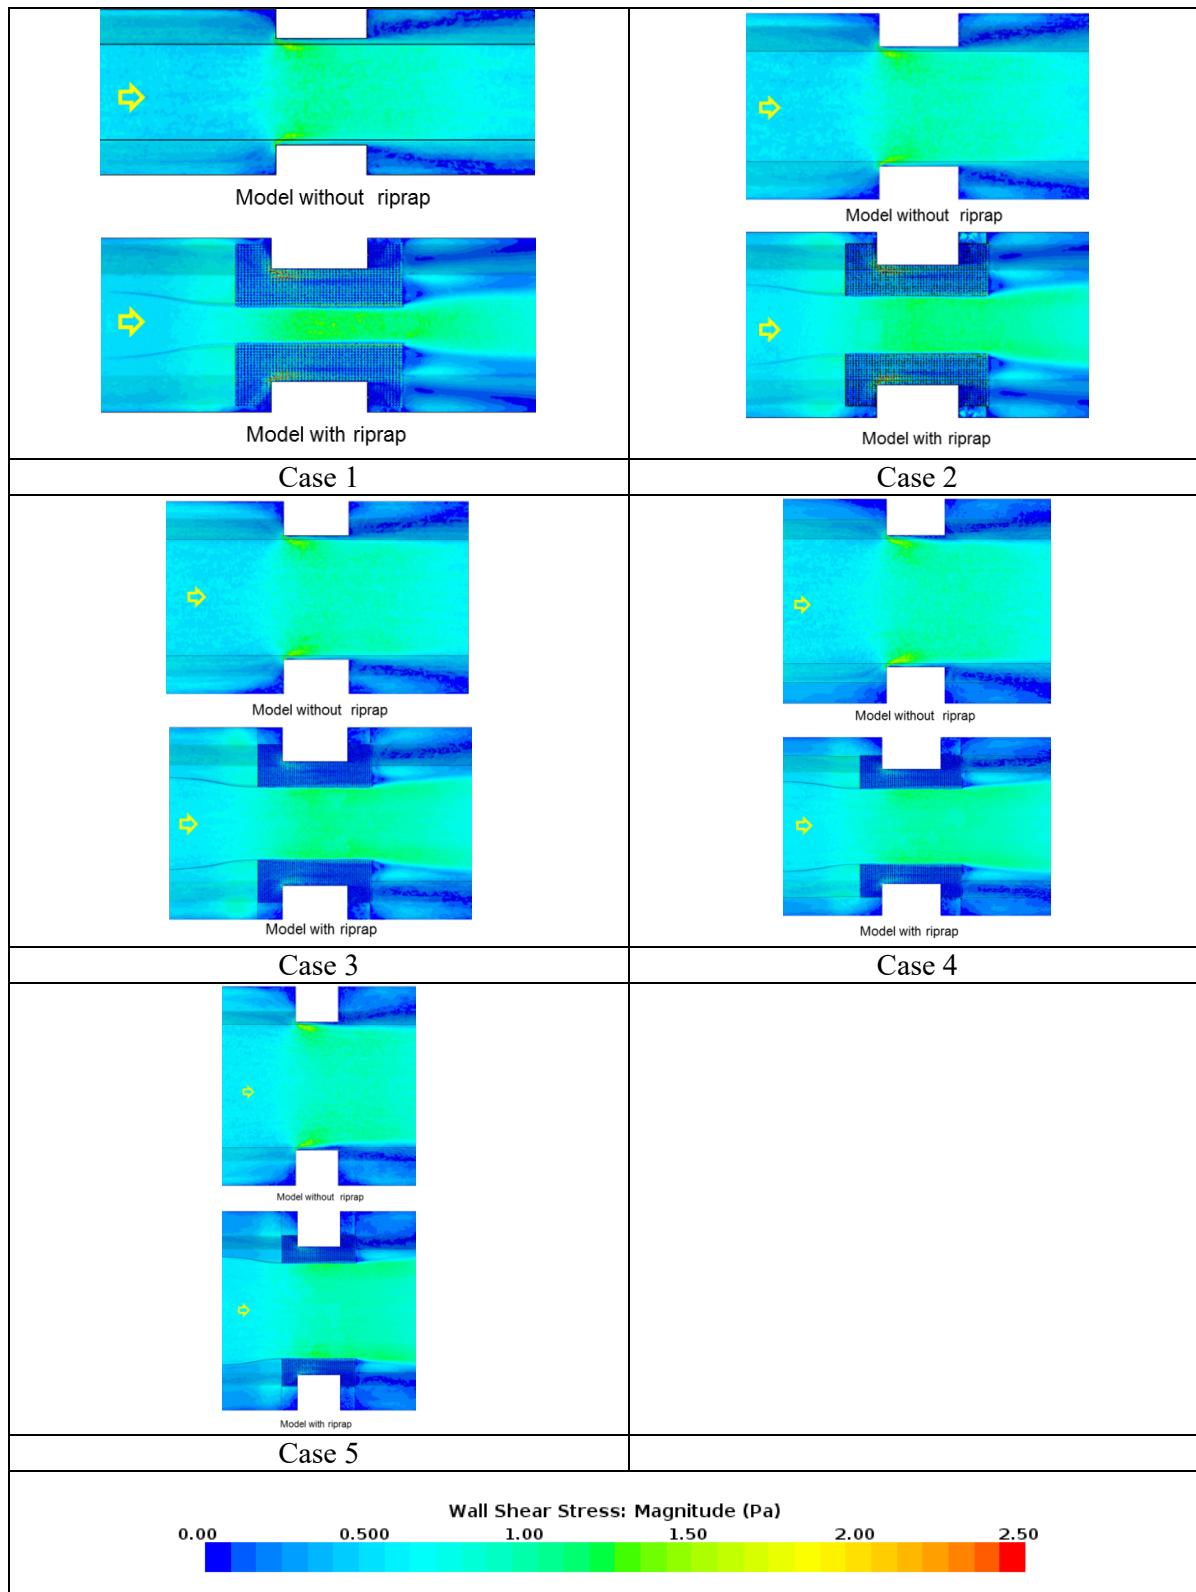 Model without riprap
Model with riprap
Case 1
Model without riprap
Model with riprap
Case 2
Model without riprap
Model with riprap
Case 3
Model without riprap
Model with riprap
Case 4
Model without riprap
Model with riprap
Case 5
Wall Shear Stress: Magnitude (Pa)
0.00 0.500 1.00 1.50 2.00 2.50